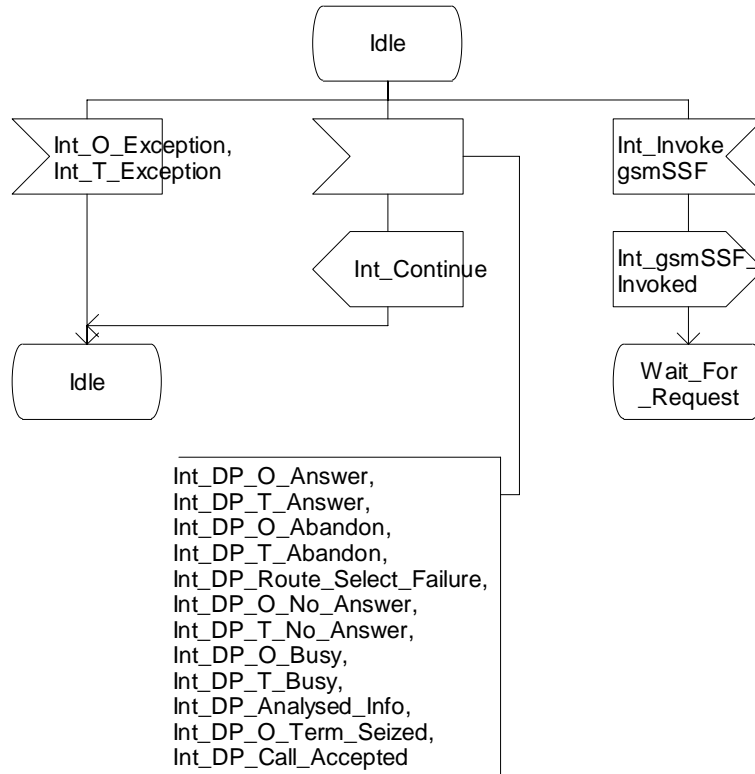 Idle
Int_O_Exception,
Int_T_Exception
Int_Invoke
gsmSSF
Int_Continue
Int_gsmSSF_
Invoked
Idle
Wait_For
_Request
Int_DP_O_Answer,
Int_DP_T_Answer,
Int_DP_O_Abandon,
Int_DP_T_Abandon,
Int_DP_Route_Select_Failure,
Int_DP_O_No_Answer,
Int_DP_T_No_Answer,
Int_DP_O_Busy,
Int_DP_T_Busy,
Int_DP_Analysed_Info,
Int_DP_O_Term_Seized,
Int_DP_Call_Accepted